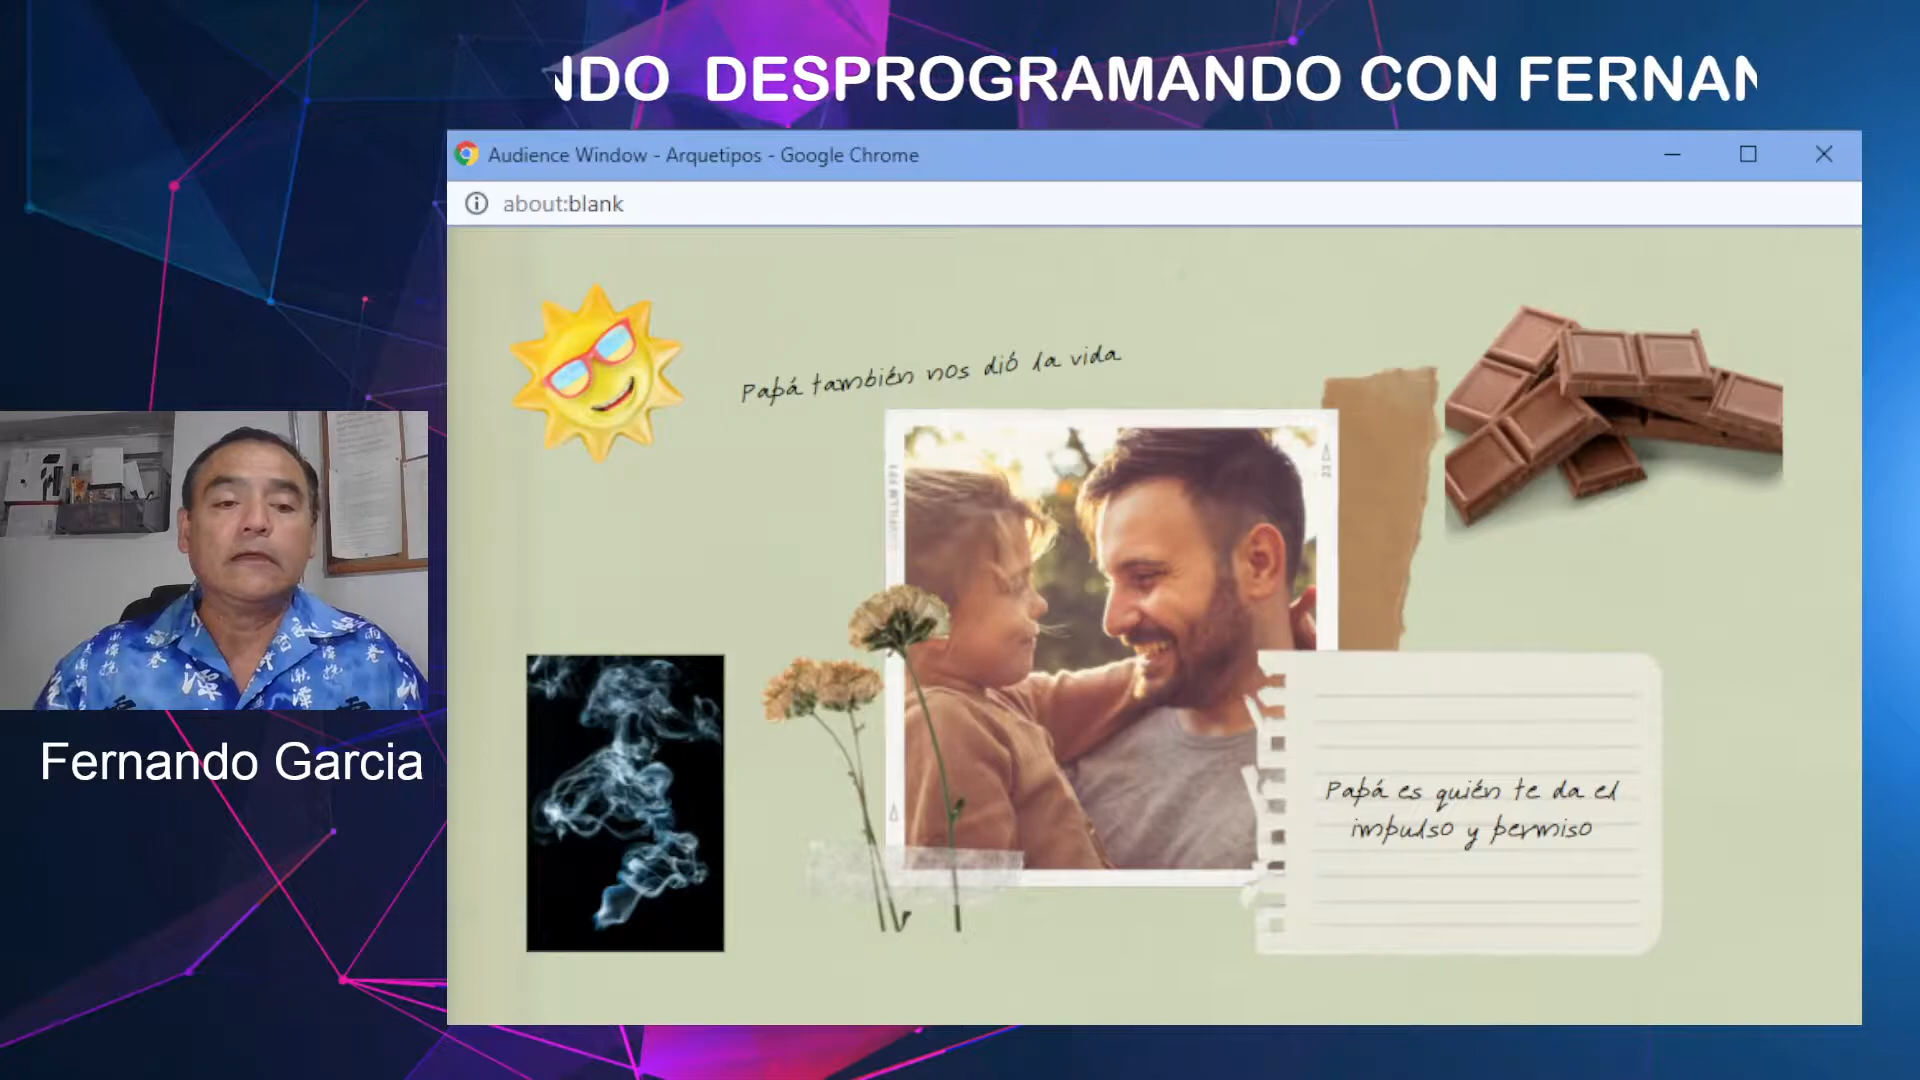 NDO DESPROGRAMANDO CON FERNAN
Audience Window - Arquetipos - Google Chrome
about:blank
Papá también nos dió la vida
23
Papá es quién te da el
impulso y permiso
Fernando Garcia